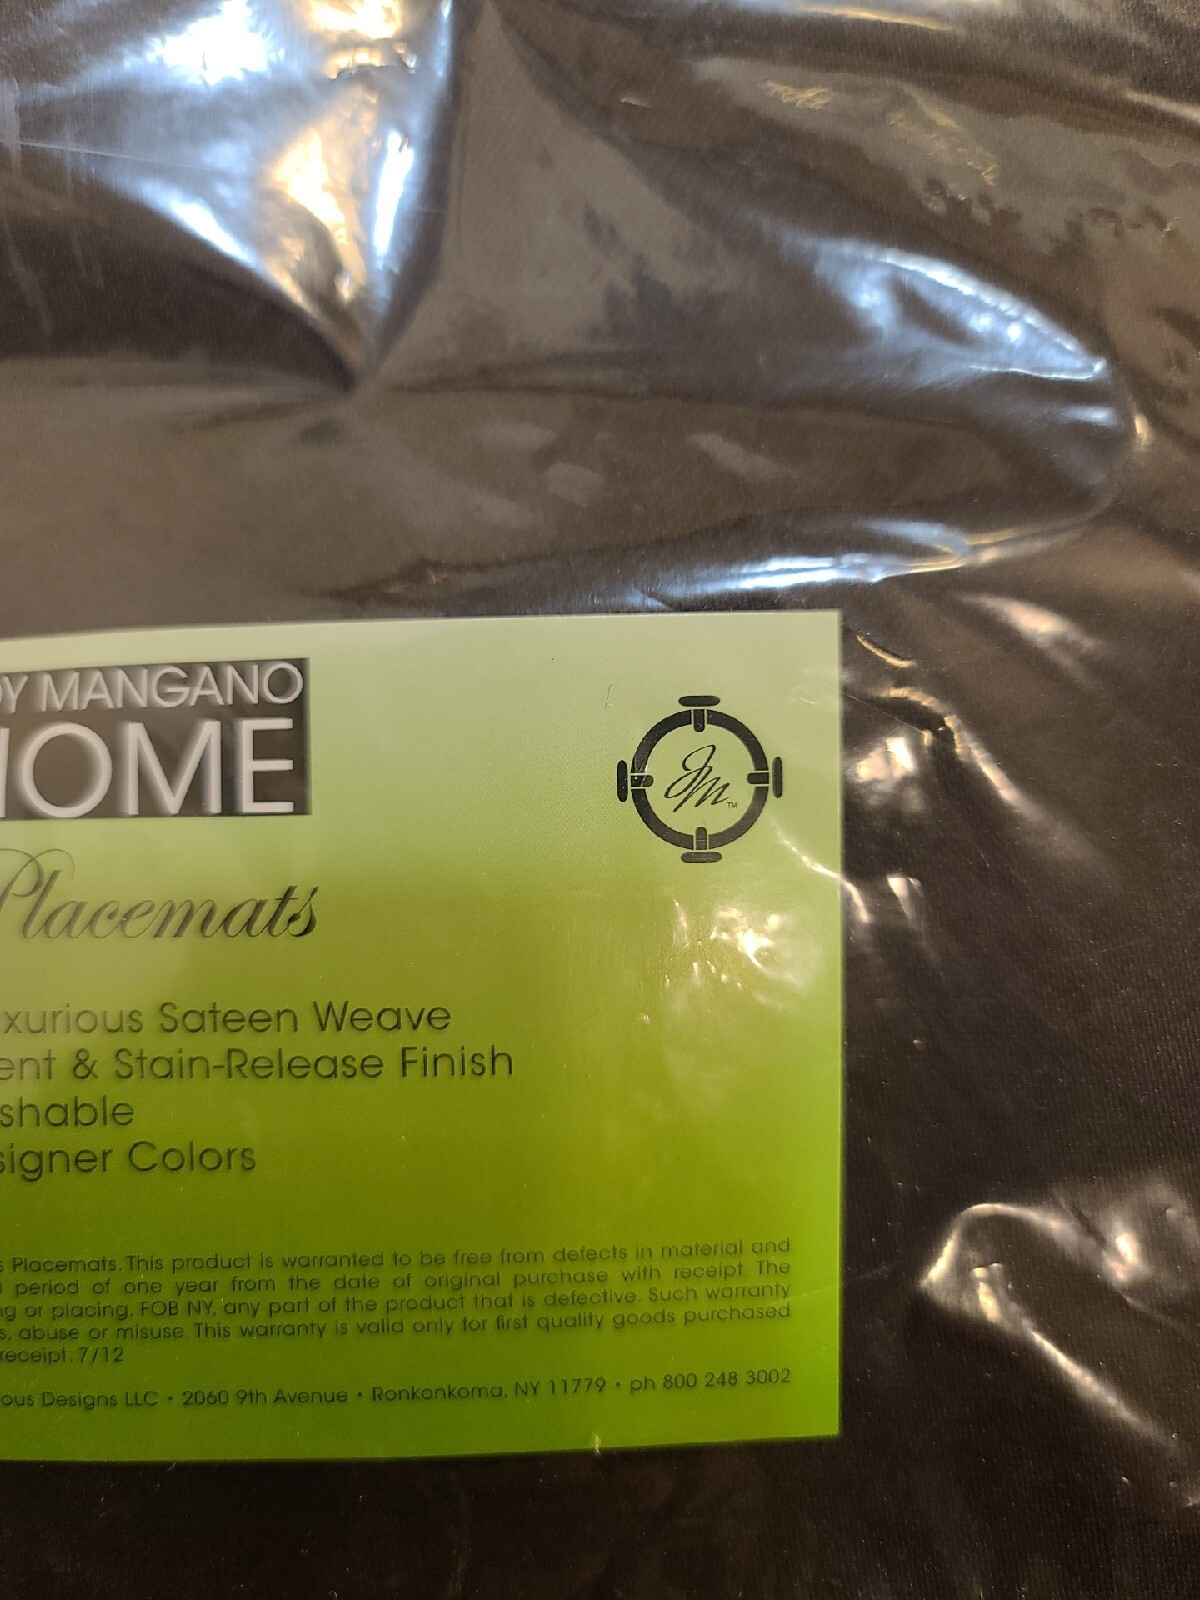 OY MANGANO
HOME
JM™
Placemats
xurious Sateen Weave
ent & Stain-Release Finish
shable
signer Colors
s Placemats. This product is warranted to be free from defects in material and
period of one year from the date of original purchase with receipt. The
ng or placing, FOB NY, any part of the product that is defective. Such warranty
s, abuse or misuse. This warranty is valid only for first quality goods purchased
receipt. 7/12
ous Designs LLC • 2060 9th Avenue • Ronkonkoma, NY 11779 • ph 800 248 3002